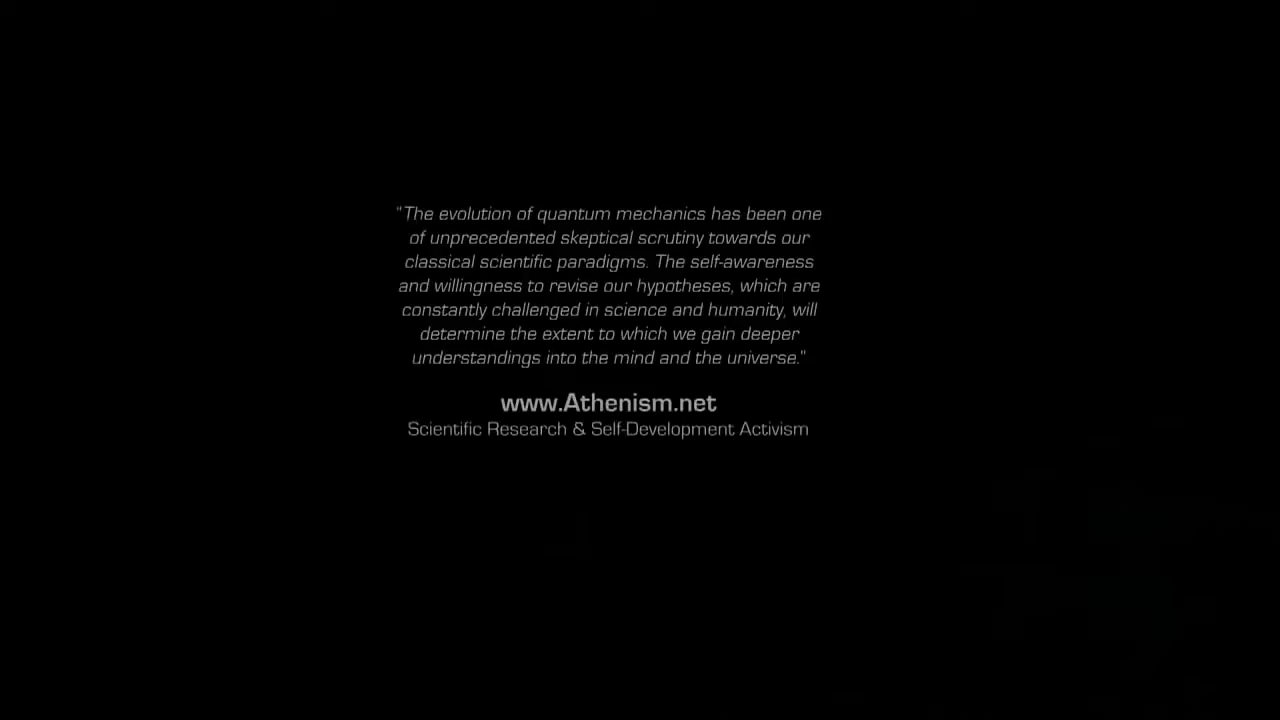 "The evolution of quantum mechanics has been one
of unprecedented skeptical scrutiny towards our
classical scientific paradigms. The self-awareness
and willingness to revise our hypotheses, which are
constantly challenged in science and humanity, will
determine the extent to which we gain deeper
understandings into the mind and the universe."
www.Athenism.net
Scientific Research & Self-Development Activism